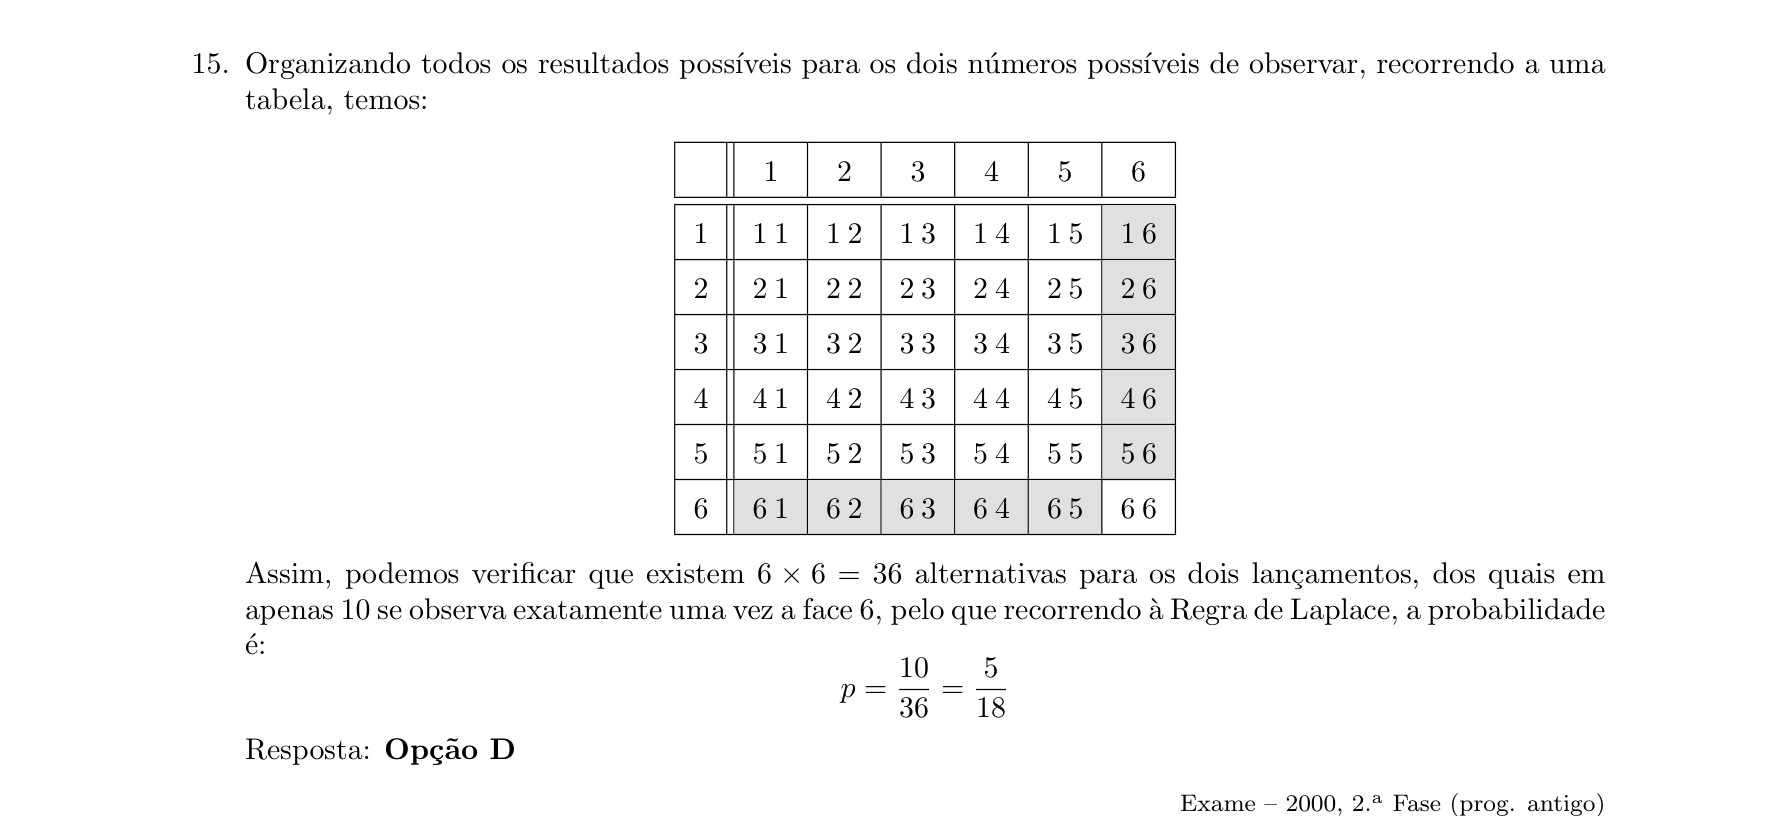 15. Organizando todos os resultados possíveis para os dois números possíveis de observar, recorrendo a uma
tabela, temos:
1 2 3 4 5 6
1 1 1 1 2 1 3 1 4 1 5 1 6
2 2 1 2 2 2 3 2 4 2 5 2 6
3 3 1 3 2 3 3 3 4 3 5 3 6
4 4 1 4 2 4 3 4 4 4 5 4 6
5 5 1 5 2 5 3 5 4 5 5 5 6
6 6 1 6 2 6 3 6 4 6 5 6 6
Assim, podemos verificar que existem 6 × 6 = 36 alternativas para os dois lançamentos, dos quais em
apenas 10 se observa exatamente uma vez a face 6, pelo que recorrendo à Regra de Laplace, a probabilidade
é:
p = 10/36 = 5/18
Resposta: Opção D
Exame – 2000, 2.ª Fase (prog. antigo)